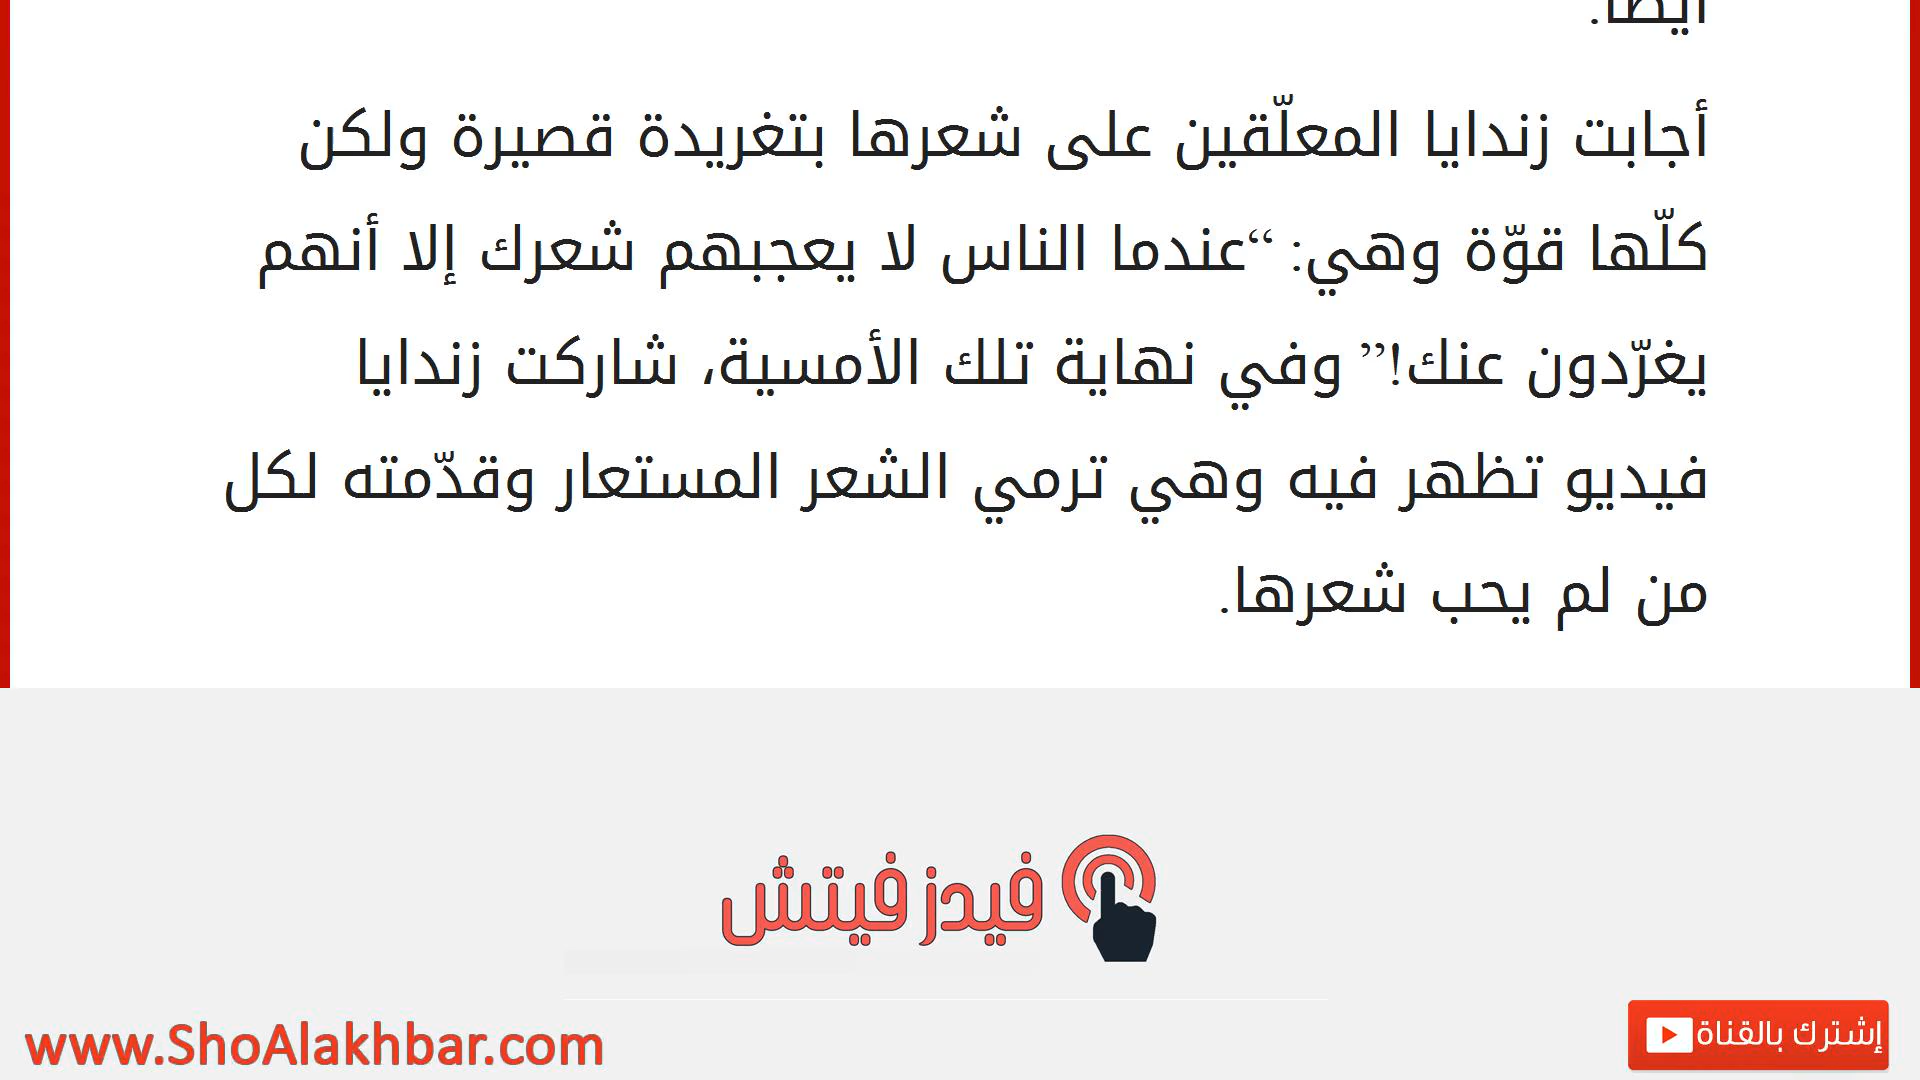 أيضاً.
أجابت زندايا المعلّقين على شعرها بتغريدة قصيرة ولكن
كلّها قوّة وهي: “عندما الناس لا يعجبهم شعرك إلا أنهم
يغرّدون عنك!” وفي نهاية تلك الأمسية، شاركت زندايا
فيديو تظهر فيه وهي ترمي الشعر المستعار وقدّمته لكل
من لم يحب شعرها.
فيدز فيتش
www.ShoAlakhbar.com
إشترك بالقناة